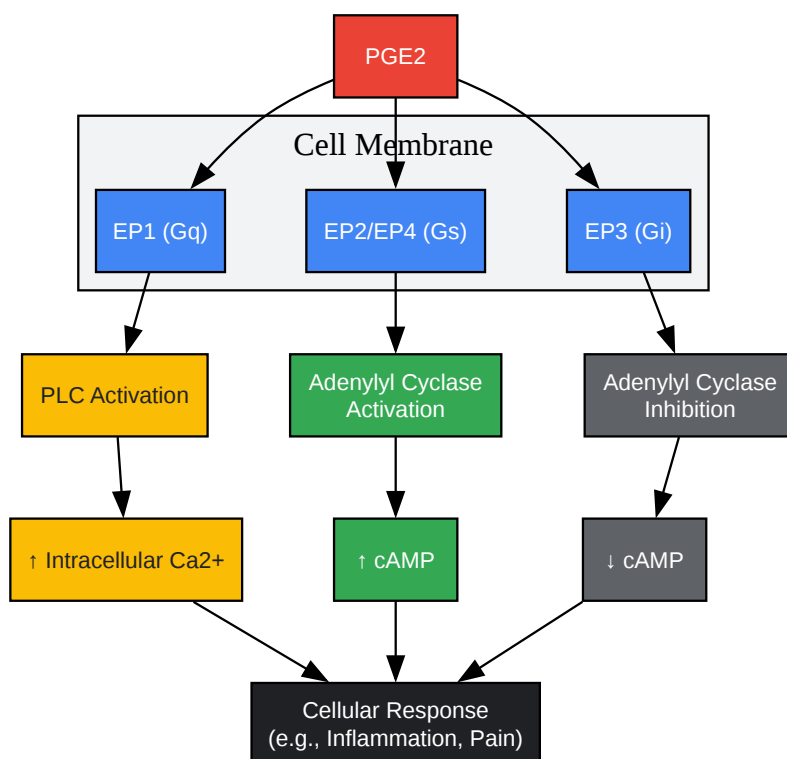 PGE2
Cell Membrane
EP1 (Gq)
EP2/EP4 (Gs)
EP3 (Gi)
PLC Activation
Adenylyl Cyclase
Activation
Adenylyl Cyclase
Inhibition
↑ Intracellular Ca2+
↑ cAMP
↓ cAMP
Cellular Response
(e.g., Inflammation, Pain)